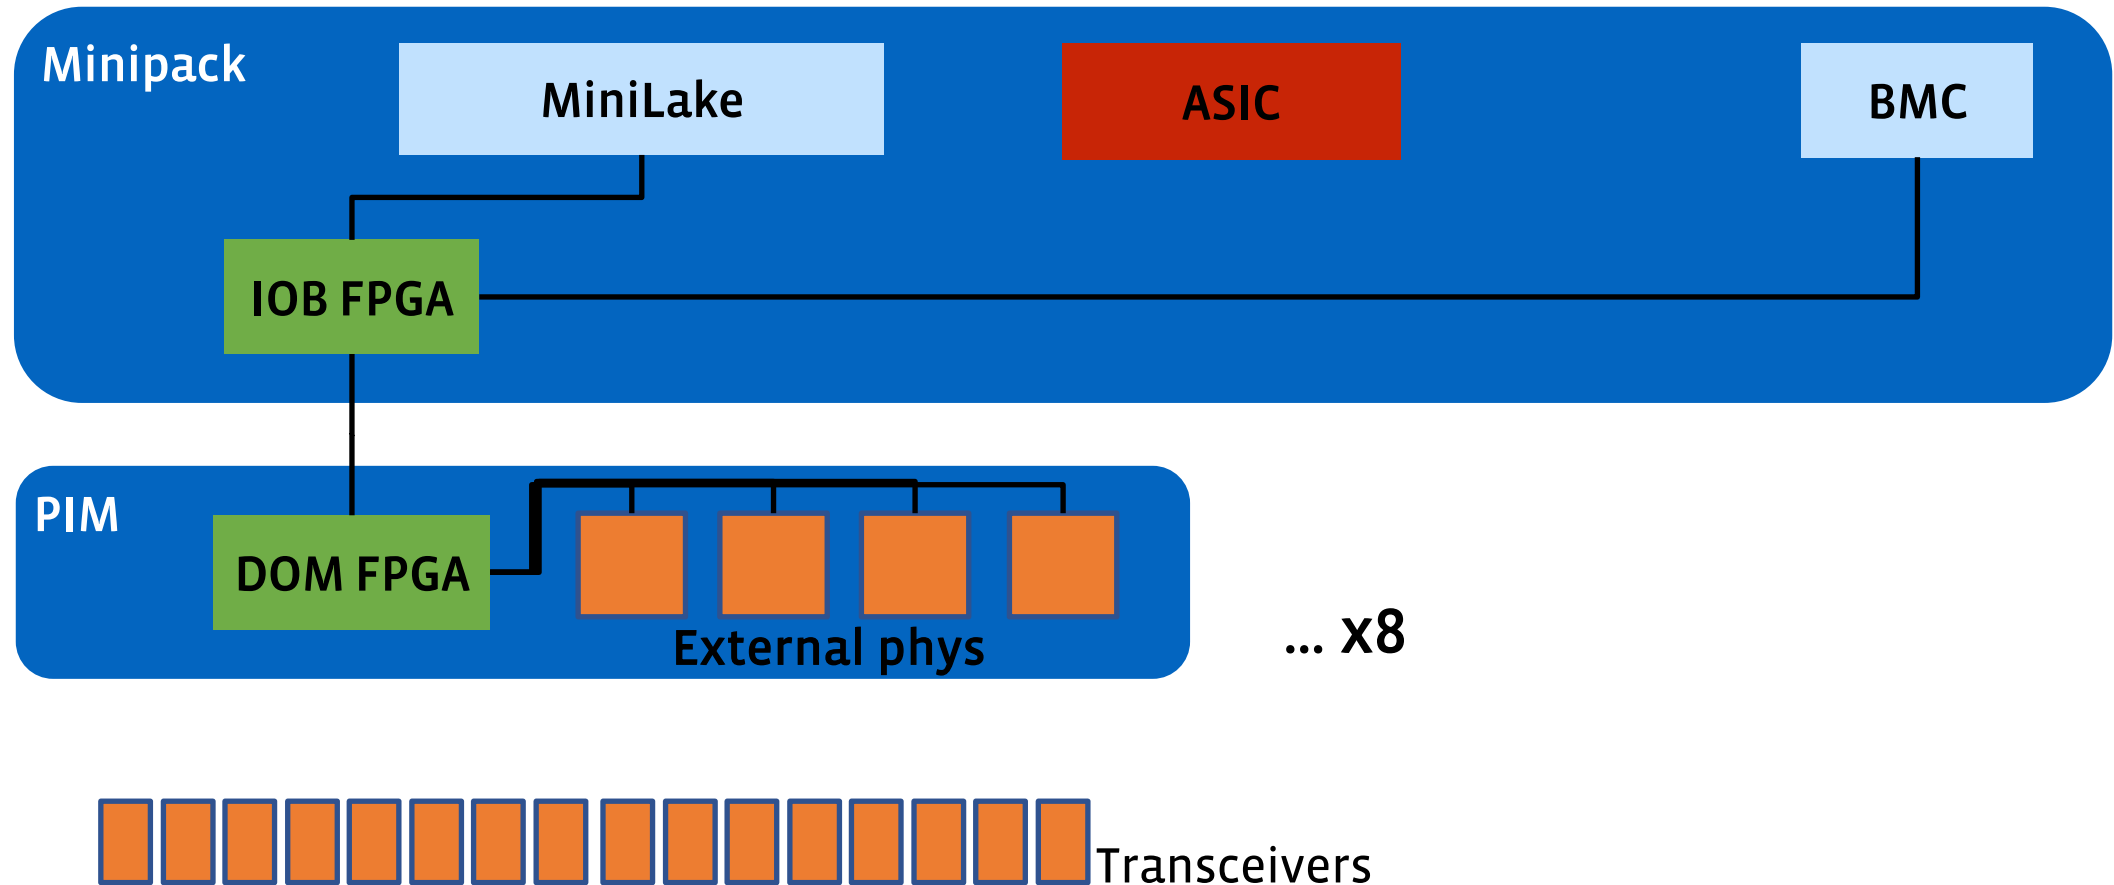 Minipack
MiniLake
ASIC
BMC
IOB FPGA
PIM
DOM FPGA
External phys
... x8
Transceivers